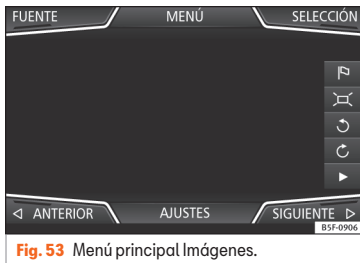 FUENTE MENÚ SELECCIÓN
◁ ANTERIOR AJUSTES SIGUIENTE ▷
B5F-0906
Fig. 53 Menú principal Imágenes.